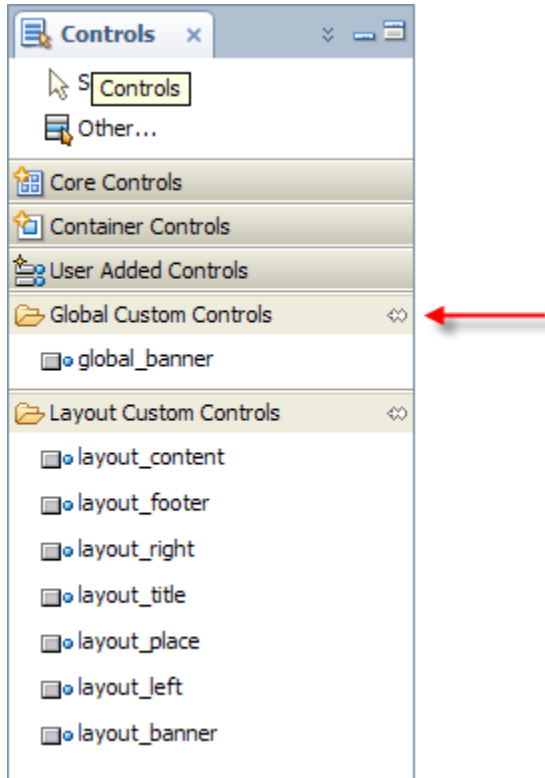 Controls
S
Controls
Other...
Core Controls
Container Controls
User Added Controls
Global Custom Controls
global_banner
Layout Custom Controls
layout_content
layout_footer
layout_right
layout_title
layout_place
layout_left
layout_banner